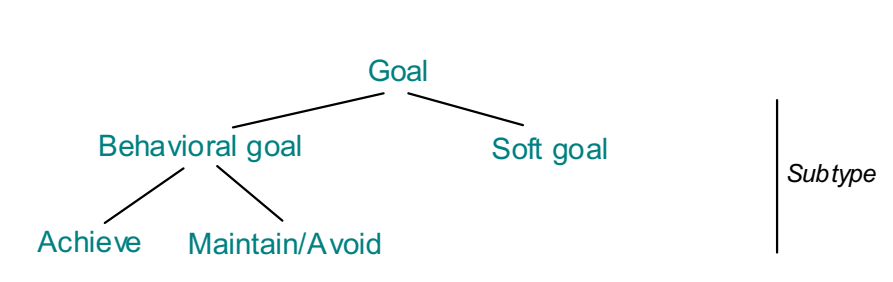 Goal
Behavioral goal
Soft goal
Subtype
Achieve
Maintain/Avoid